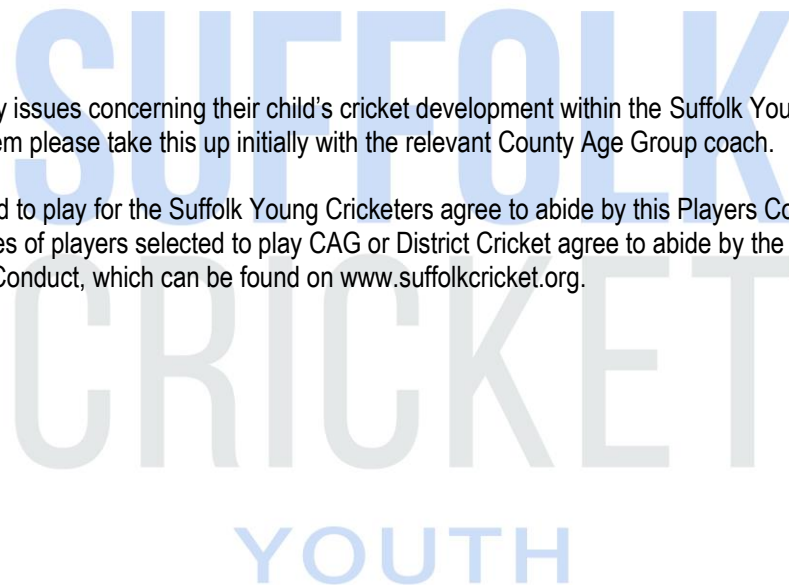 SUFFOLK
y issues concerning their child's cricket development within the Suffolk You
em please take this up initially with the relevant County Age Group coach.
d to play for the Suffolk Young Cricketers agree to abide by this Players Co
es of players selected to play CAG or District Cricket agree to abide by the
Conduct, which can be found on www.suffolkcricket.org.
CRICKET
YOUTH